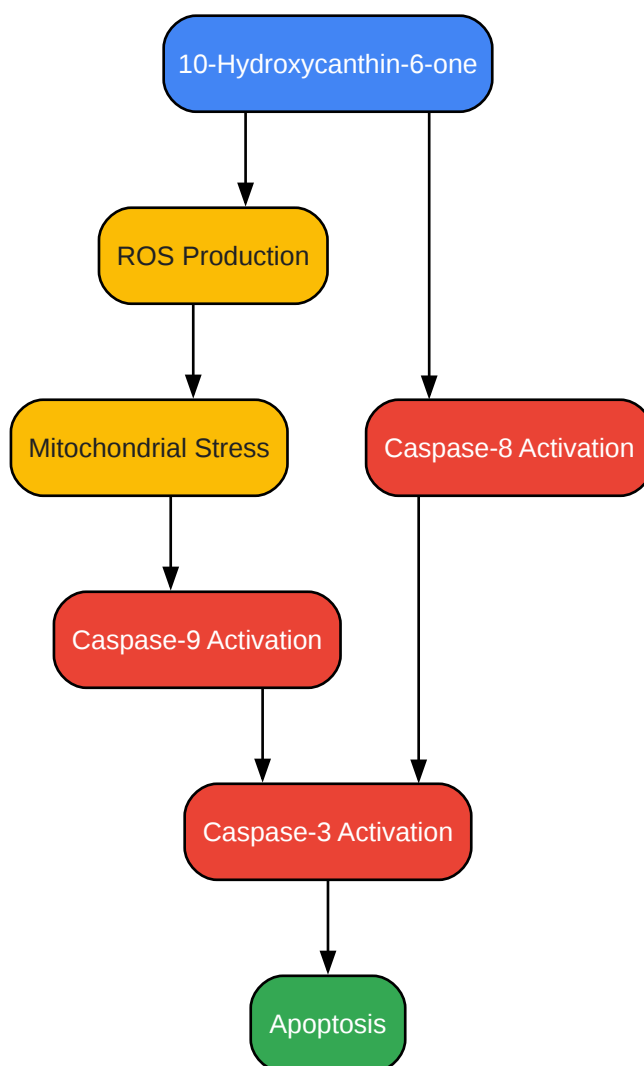 10-Hydroxycanthin-6-one
ROS Production
Mitochondrial Stress
Caspase-8 Activation
Caspase-9 Activation
Caspase-3 Activation
Apoptosis